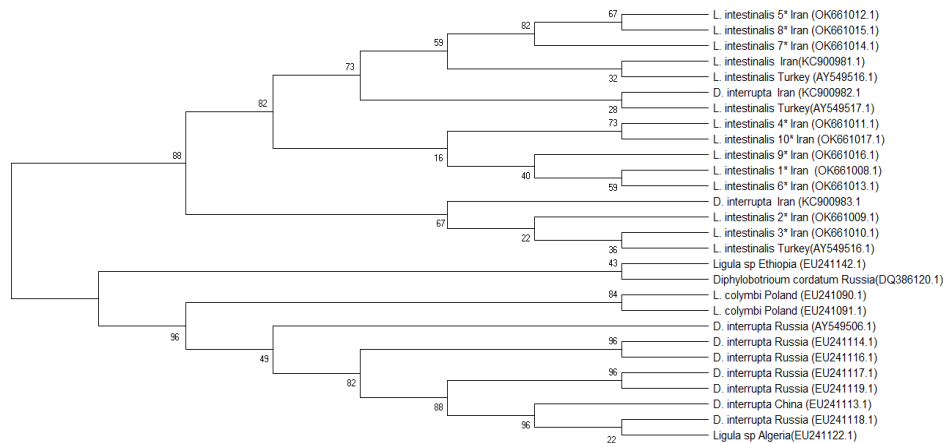 67
L. intestinalis 5* Iran (OK661012.1)
82
L. intestinalis 8* Iran (OK661015.1)
59
L. intestinalis 7* Iran (OK661014.1)
73
L. intestinalis  Iran(KC900981.1)
32
L. intestinalis Turkey (AY549516.1)
82
D. interrupta  Iran (KC900982.1
28
L. intestinalis Turkey(AY549517.1)
73
L. intestinalis 4* Iran (OK661011.1)
88
L. intestinalis 10* Iran (OK661017.1)
16
L. intestinalis 9* Iran (OK661016.1)
40
L. intestinalis 1* Iran  (OK661008.1)
59
L. intestinalis 6* Iran (OK661013.1)
D. interrupta  Iran (KC900983.1
67
L. intestinalis 2* Iran (OK661009.1)
22
L. intestinalis 3* Iran (OK661010.1)
36
L. intestinalis Turkey(AY549516.1)
43
Ligula sp Ethiopia (EU241142.1)
Diphylobotrioum cordatum Russia(DQ386120.1)
84
L. colymbi Poland (EU241090.1)
L. colymbi Poland (EU241091.1)
96
D. interrupta Russia (AY549506.1)
49
96
D. interrupta Russia (EU241114.1)
D. interrupta Russia (EU241116.1)
82
96
D. interrupta Russia (EU241117.1)
D. interrupta Russia (EU241119.1)
88
D. interrupta China (EU241113.1)
96
D. interrupta Russia (EU241118.1)
22
Ligula sp Algeria(EU241122.1)